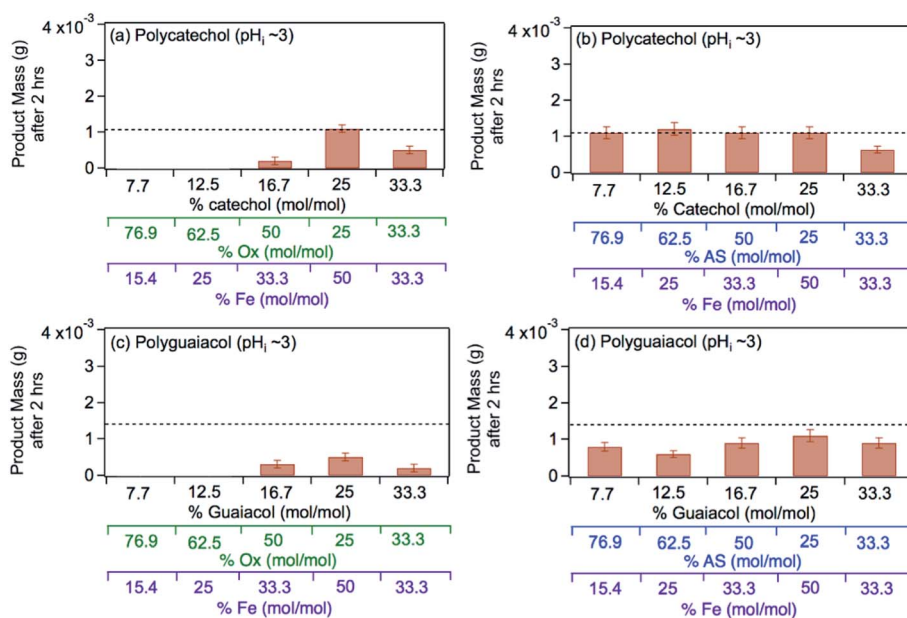 (a) Polycatechol (pHi ~3)
4 x10-3
3
2
1
0
Product Mass (g)
after 2 hrs
7.7 12.5 16.7 25 33.3
% catechol (mol/mol)
76.9 62.5 50 25 33.3
% Ox (mol/mol)
15.4 25 33.3 50 33.3
% Fe (mol/mol)
(b) Polycatechol (pHi ~3)
4 x10-3
3
2
1
0
Product Mass (g)
after 2 hrs
7.7 12.5 16.7 25 33.3
% Catechol (mol/mol)
76.9 62.5 50 25 33.3
% AS (mol/mol)
15.4 25 33.3 50 33.3
% Fe (mol/mol)
(c) Polyguaiacol (pHi ~3)
4 x10-3
3
2
1
0
Product Mass (g)
after 2 hrs
7.7 12.5 16.7 25 33.3
% Guaiacol (mol/mol)
76.9 62.5 50 25 33.3
% Ox (mol/mol)
15.4 25 33.3 50 33.3
% Fe (mol/mol)
(d) Polyguaiacol (pHi ~3)
4 x10-3
3
2
1
0
Product Mass (g)
after 2 hrs
7.7 12.5 16.7 25 33.3
% Guaiacol (mol/mol)
76.9 62.5 50 25 33.3
% AS (mol/mol)
15.4 25 33.3 50 33.3
% Fe (mol/mol)